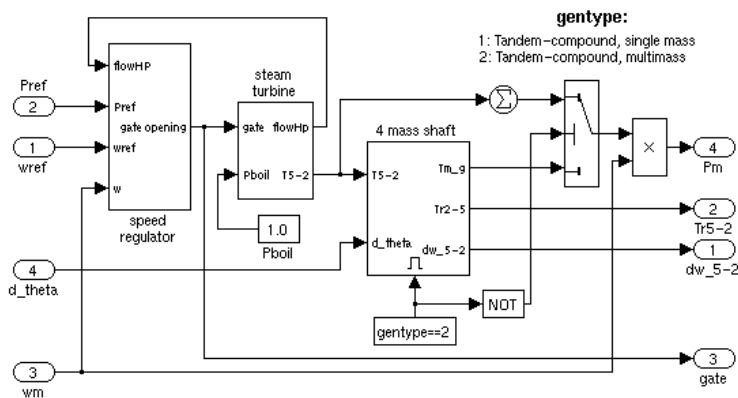 gentype:
1: Tandem-compound, single mass
2: Tandem-compound, multimass
flowHP
Pref
2
Pref
gate opening
1
wref
wref
w
speed
regulator
steam
turbine
gate
flowHp
Pboil
T5-2
1.0
Pboil
4 mass shaft
T5-2
Tm_g
Tr2-5
d_theta
dw_5-2
Σ
×
4
Pm
2
Tr5-2
1
dw_5-2
4
d_theta
NOT
gentype==2
3
gate
3
wm